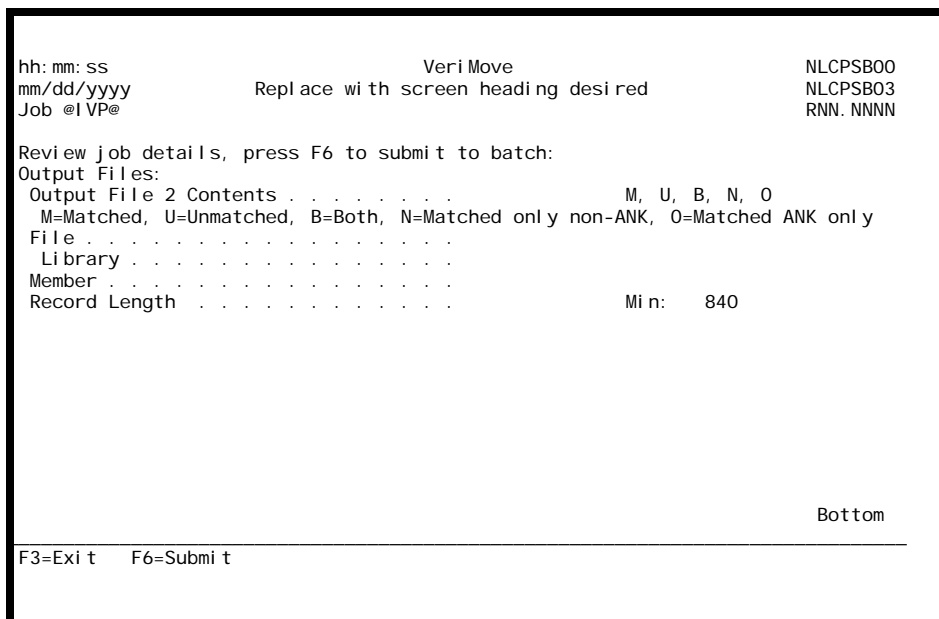 hh:mm:ss VeriMove NLCPSB00
mm/dd/yyyy Replace with screen heading desired NLCPSB03
Job @IVP@ RNN.NNNN
Review job details, press F6 to submit to batch:
Output Files:
Output File 2 Contents . . . . . . . . M, U, B, N, O
M=Matched, U=Unmatched, B=Both, N=Matched only non-ANK, O=Matched ANK only
File . . . . . . . . . . . . . . . . .
Library . . . . . . . . . . . . . . .
Member . . . . . . . . . . . . . . . .
Record Length . . . . . . . . . . . . Min: 840
Bottom
F3=Exit F6=Submit